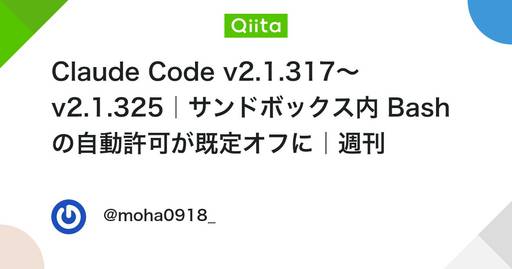 Qiita
Claude Code v2.1.317〜
v2.1.325｜サンドボックス内 Bash
の自動許可が既定オフに｜週刊
@moha0918_